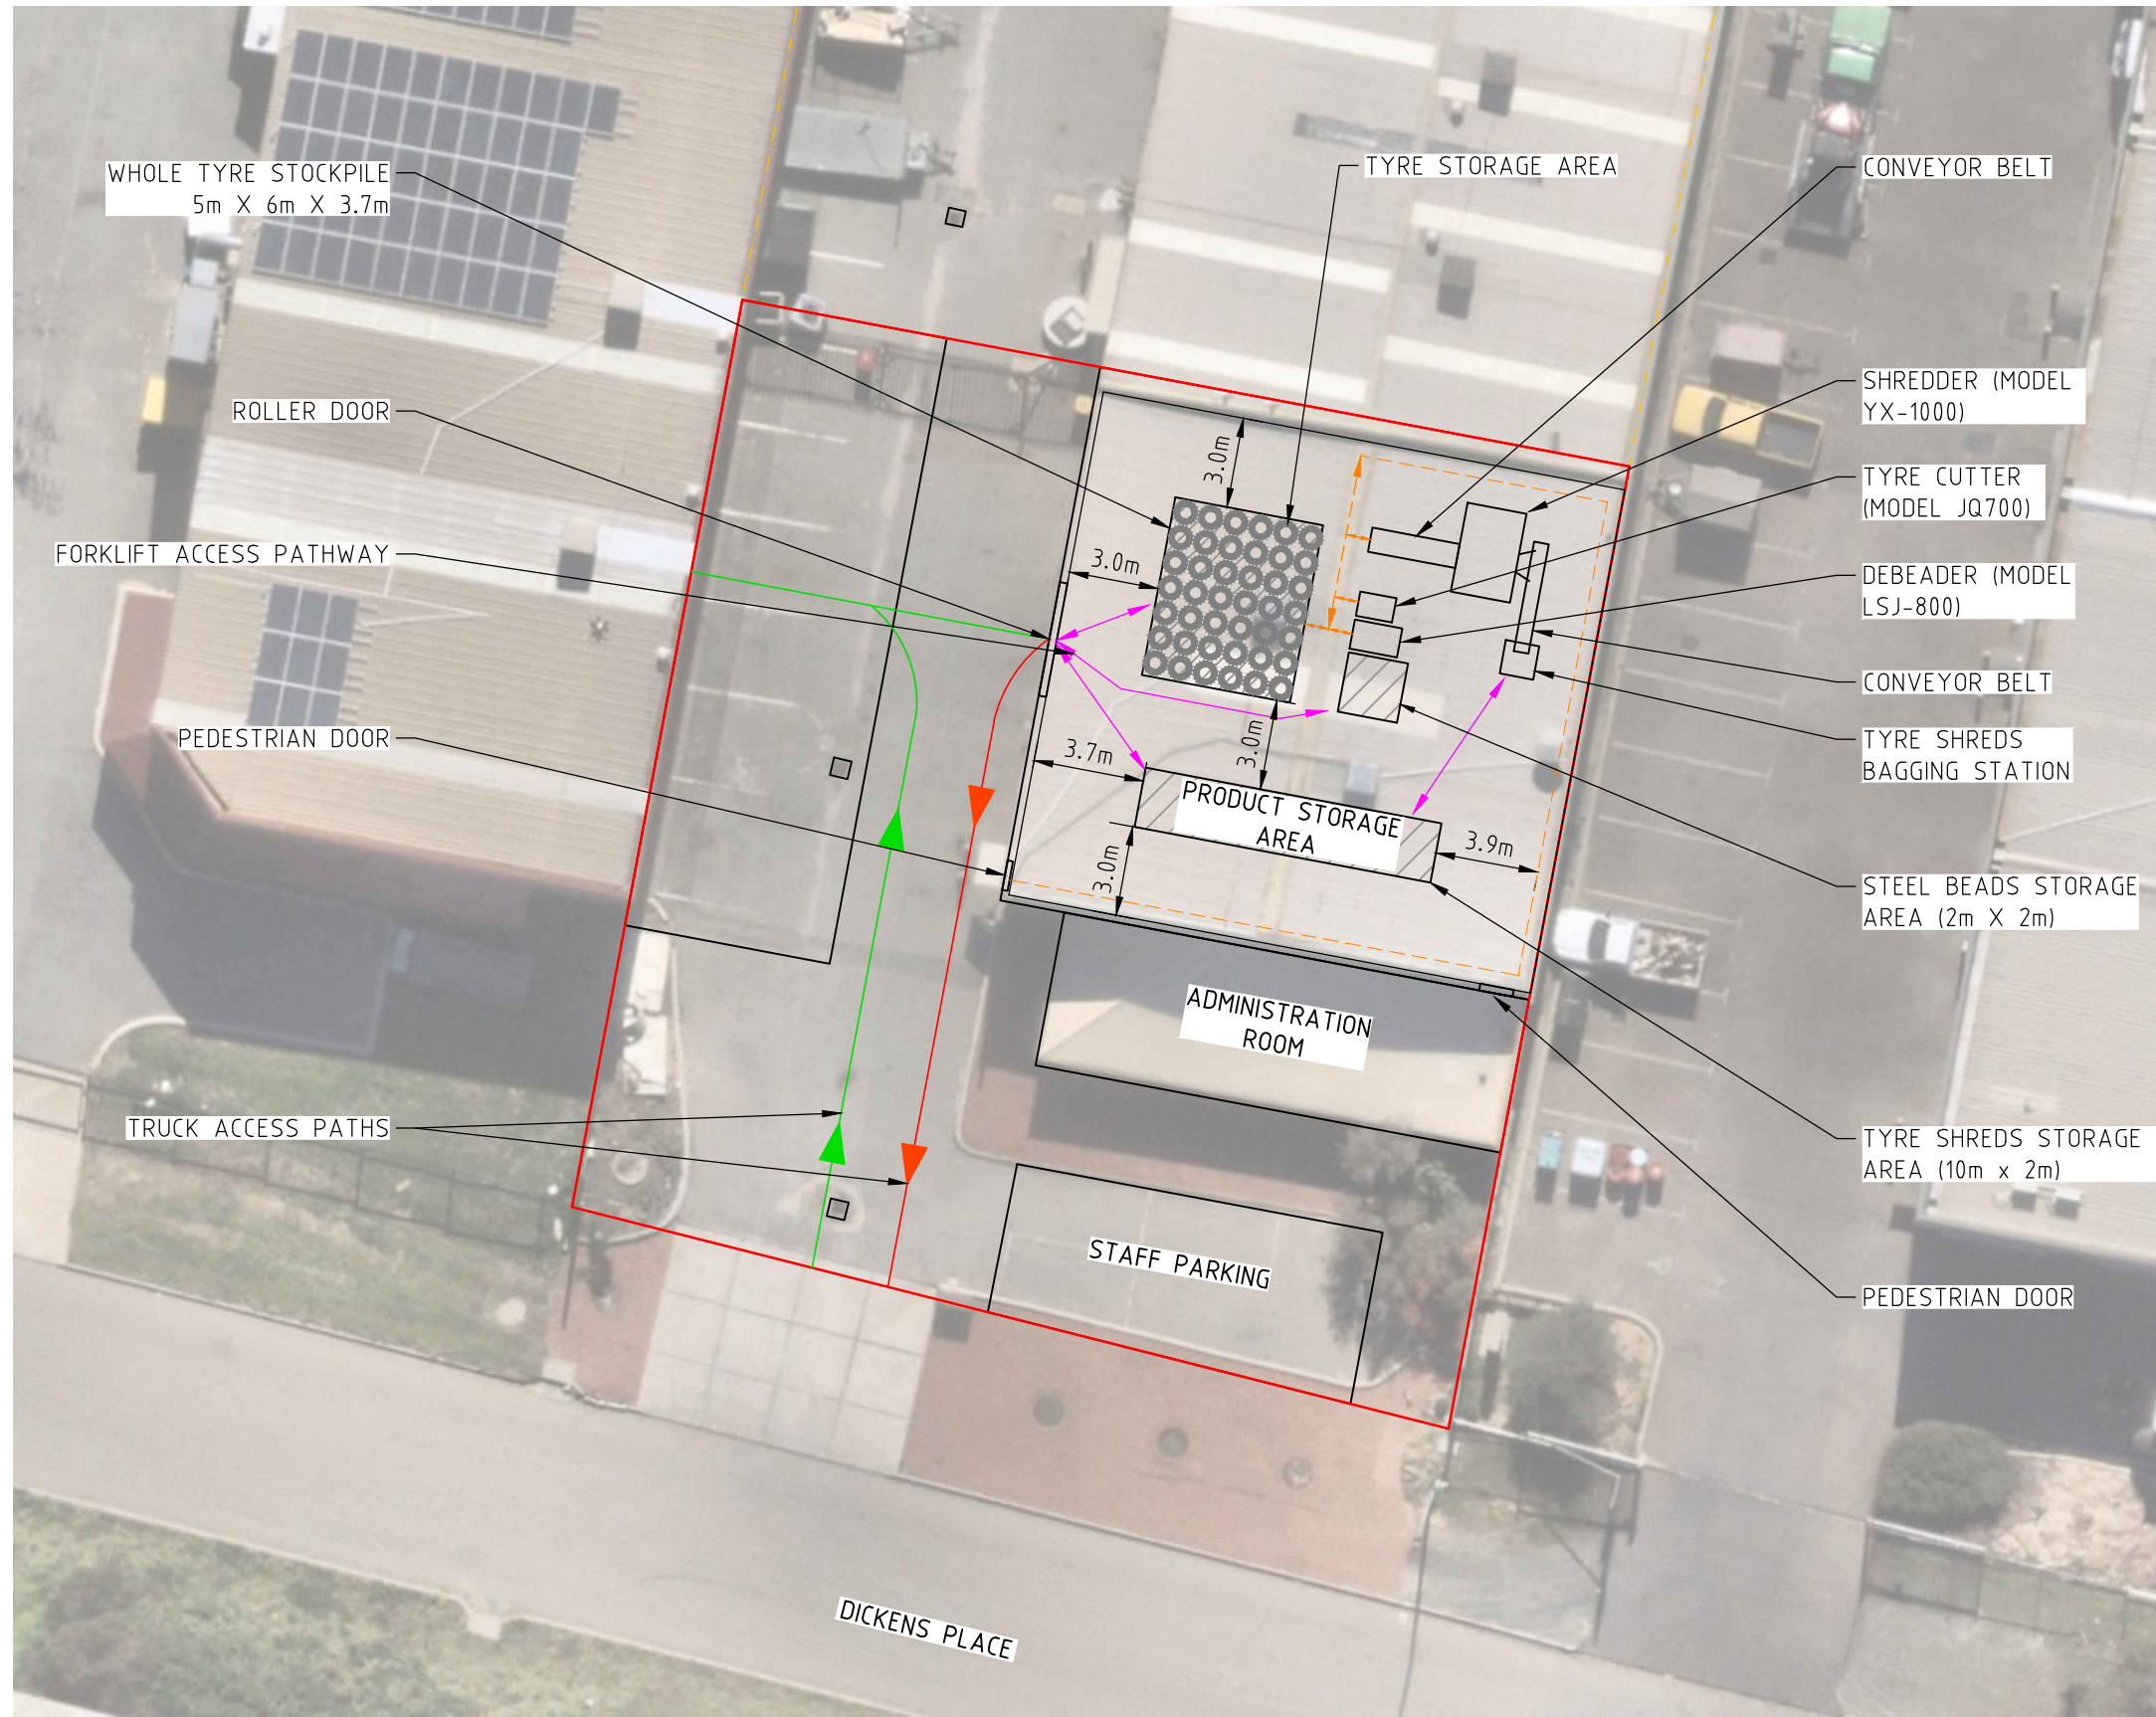 WHOLE TYRE STOCKPILE
5m X 6m X 3.7m
ROLLER DOOR
FORKLIFT ACCESS PATHWAY
PEDESTRIAN DOOR
TRUCK ACCESS PATHS
TYRE STORAGE AREA
3.0m
3.0m
3.0m
3.7m
3.0m
3.9m
PRODUCT STORAGE
AREA
ADMINISTRATION
ROOM
STAFF PARKING
DICKENS PLACE
CONVEYOR BELT
SHREDDER (MODEL
YX-1000)
TYRE CUTTER
(MODEL JQ700)
DEBEADER (MODEL
LSJ-800)
CONVEYOR BELT
TYRE SHREDS
BAGGING STATION
STEEL BEADS STORAGE
AREA (2m X 2m)
TYRE SHREDS STORAGE
AREA (10m x 2m)
PEDESTRIAN DOOR